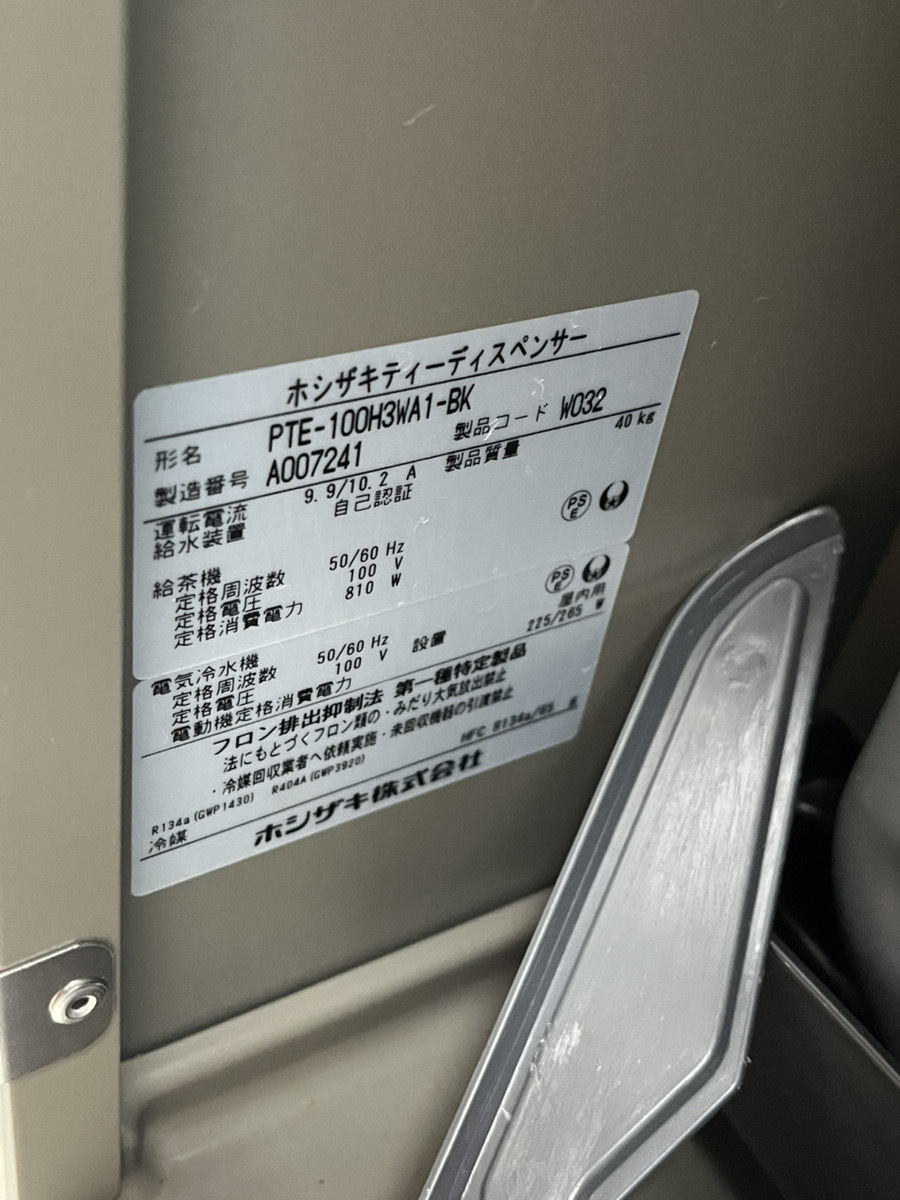 ホシザキティーディスペンサー
形名 PTE-100H3WA1-BK
製造番号 A007241 製品コード W032
運転電流 9.9/10.2 A 製品質量 40 kg
給水装置 自己認証
PSE
給茶機
定格周波数 50/60 Hz
定格電圧 100 V
定格消費電力 810 W
PSE
電気冷水機 屋内用
定格周波数 50/60 Hz 設置
定格電圧 100 V
電動機定格消費電力 225/265 W
フロン排出抑制法 第一種特定製品
法にもとづくフロン類の・みだり大気放出禁止
・冷媒回収業者へ依頼実施・未回収機器の引渡禁止
R134a(GWP1430) R404A(GWP3920)
冷媒 HFC R134a/65
ホシザキ株式会社